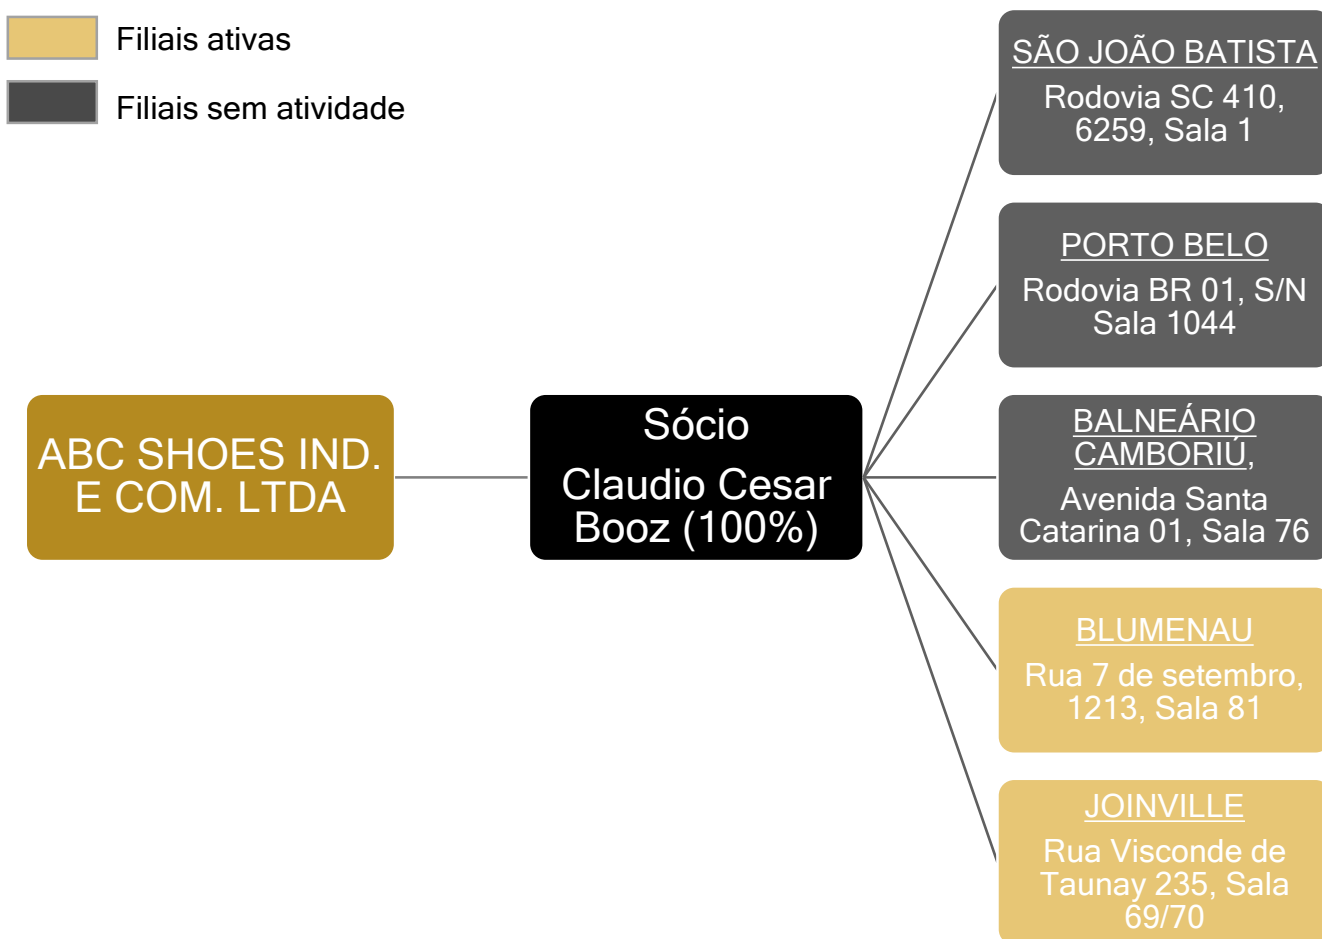 Filiais ativas
Filiais sem atividade
ABC SHOES IND.
E COM. LTDA
Sócio
Claudio Cesar
Booz (100%)
SÃO JOÃO BATISTA
Rodovia SC 410,
6259, Sala 1
PORTO BELO
Rodovia BR 01, S/N
Sala 1044
BALNEÁRIO
CAMBORIÚ,
Avenida Santa
Catarina 01, Sala 76
BLUMENAU
Rua 7 de setembro,
1213, Sala 81
JOINVILLE
Rua Visconde de
Taunay 235, Sala
69/70